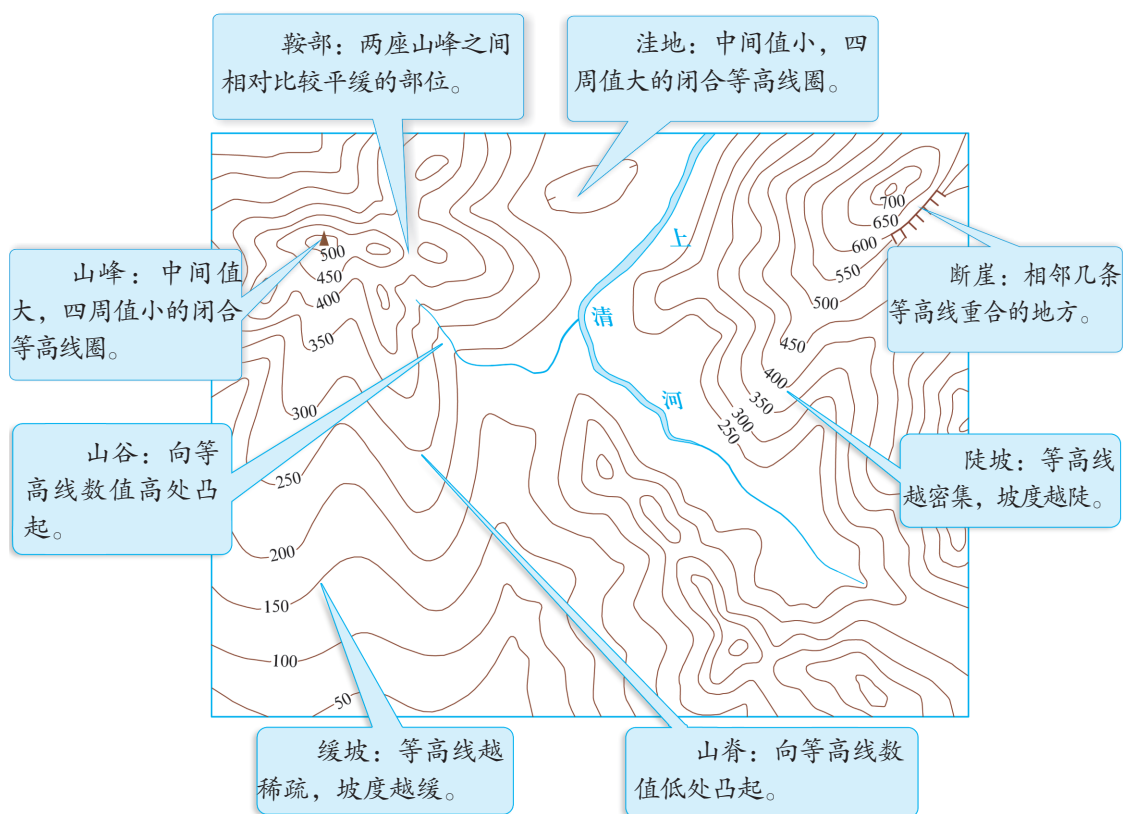 鞍部：两座山峰之间
相对比较平缓的部位。
洼地：中间值小，四
周值大的闭合等高线圈。
山峰：中间值
大，四周值小的闭合
等高线圈。
断崖：相邻几条
等高线重合的地方。
山谷：向等
高线数值高处凸
起。
陡坡：等高线
越密集，坡度越陡。
缓坡：等高线越
稀疏，坡度越缓。
山脊：向等高线数
值低处凸起。
上
清
河
500
450
400
350
300
250
200
150
100
50
700
650
600
550
500
450
400
350
300
250